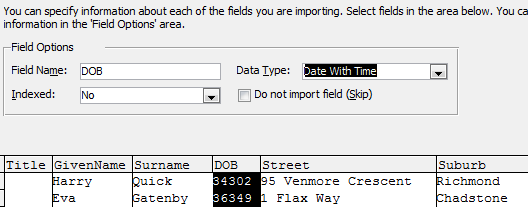 You can specify information about each of the fields you are importing. Select fields in the area below. You ca
information in the 'Field Options' area.
Field Options
Field Name: DOB Data Type: Date With Time
Indexed: No Do not import field (Skip)
Title GivenName Surname DOB Street Suburb
Harry Quick 34302 95 Venmore Crescent Richmond
Eva Gatenby 36349 1 Flax Way Chadstone